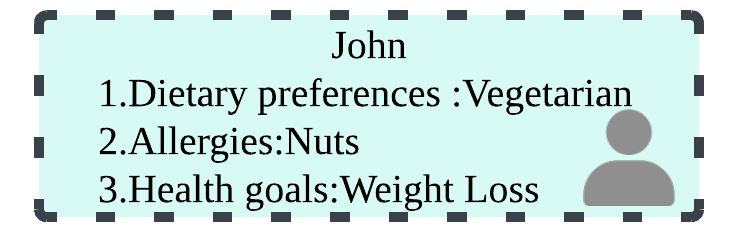 John
1.Dietary preferences :Vegetarian
2.Allergies:Nuts
3.Health goals:Weight Loss